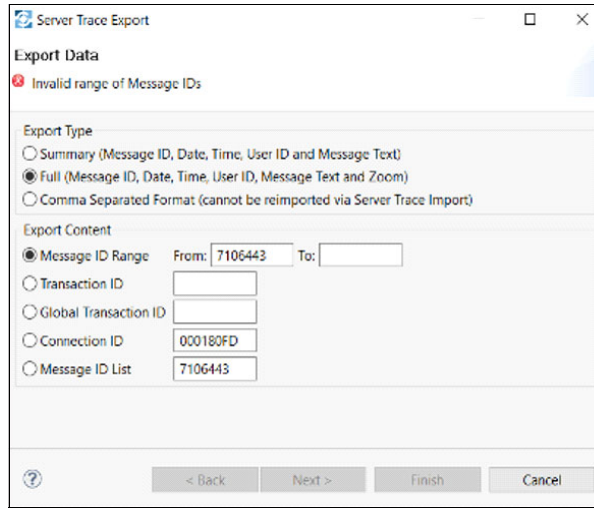 Server Trace Export
Export Data
Invalid range of Message IDs
Export Type
Summary (Message ID, Date, Time, User ID and Message Text)
Full (Message ID, Date, Time, User ID, Message Text and Zoom)
Comma Separated Format (cannot be reimported via Server Trace Import)
Export Content
Message ID Range From: 7106443 To:
Transaction ID
Global Transaction ID
Connection ID 000180FD
Message ID List 7106443
? < Back Next > Finish Cancel